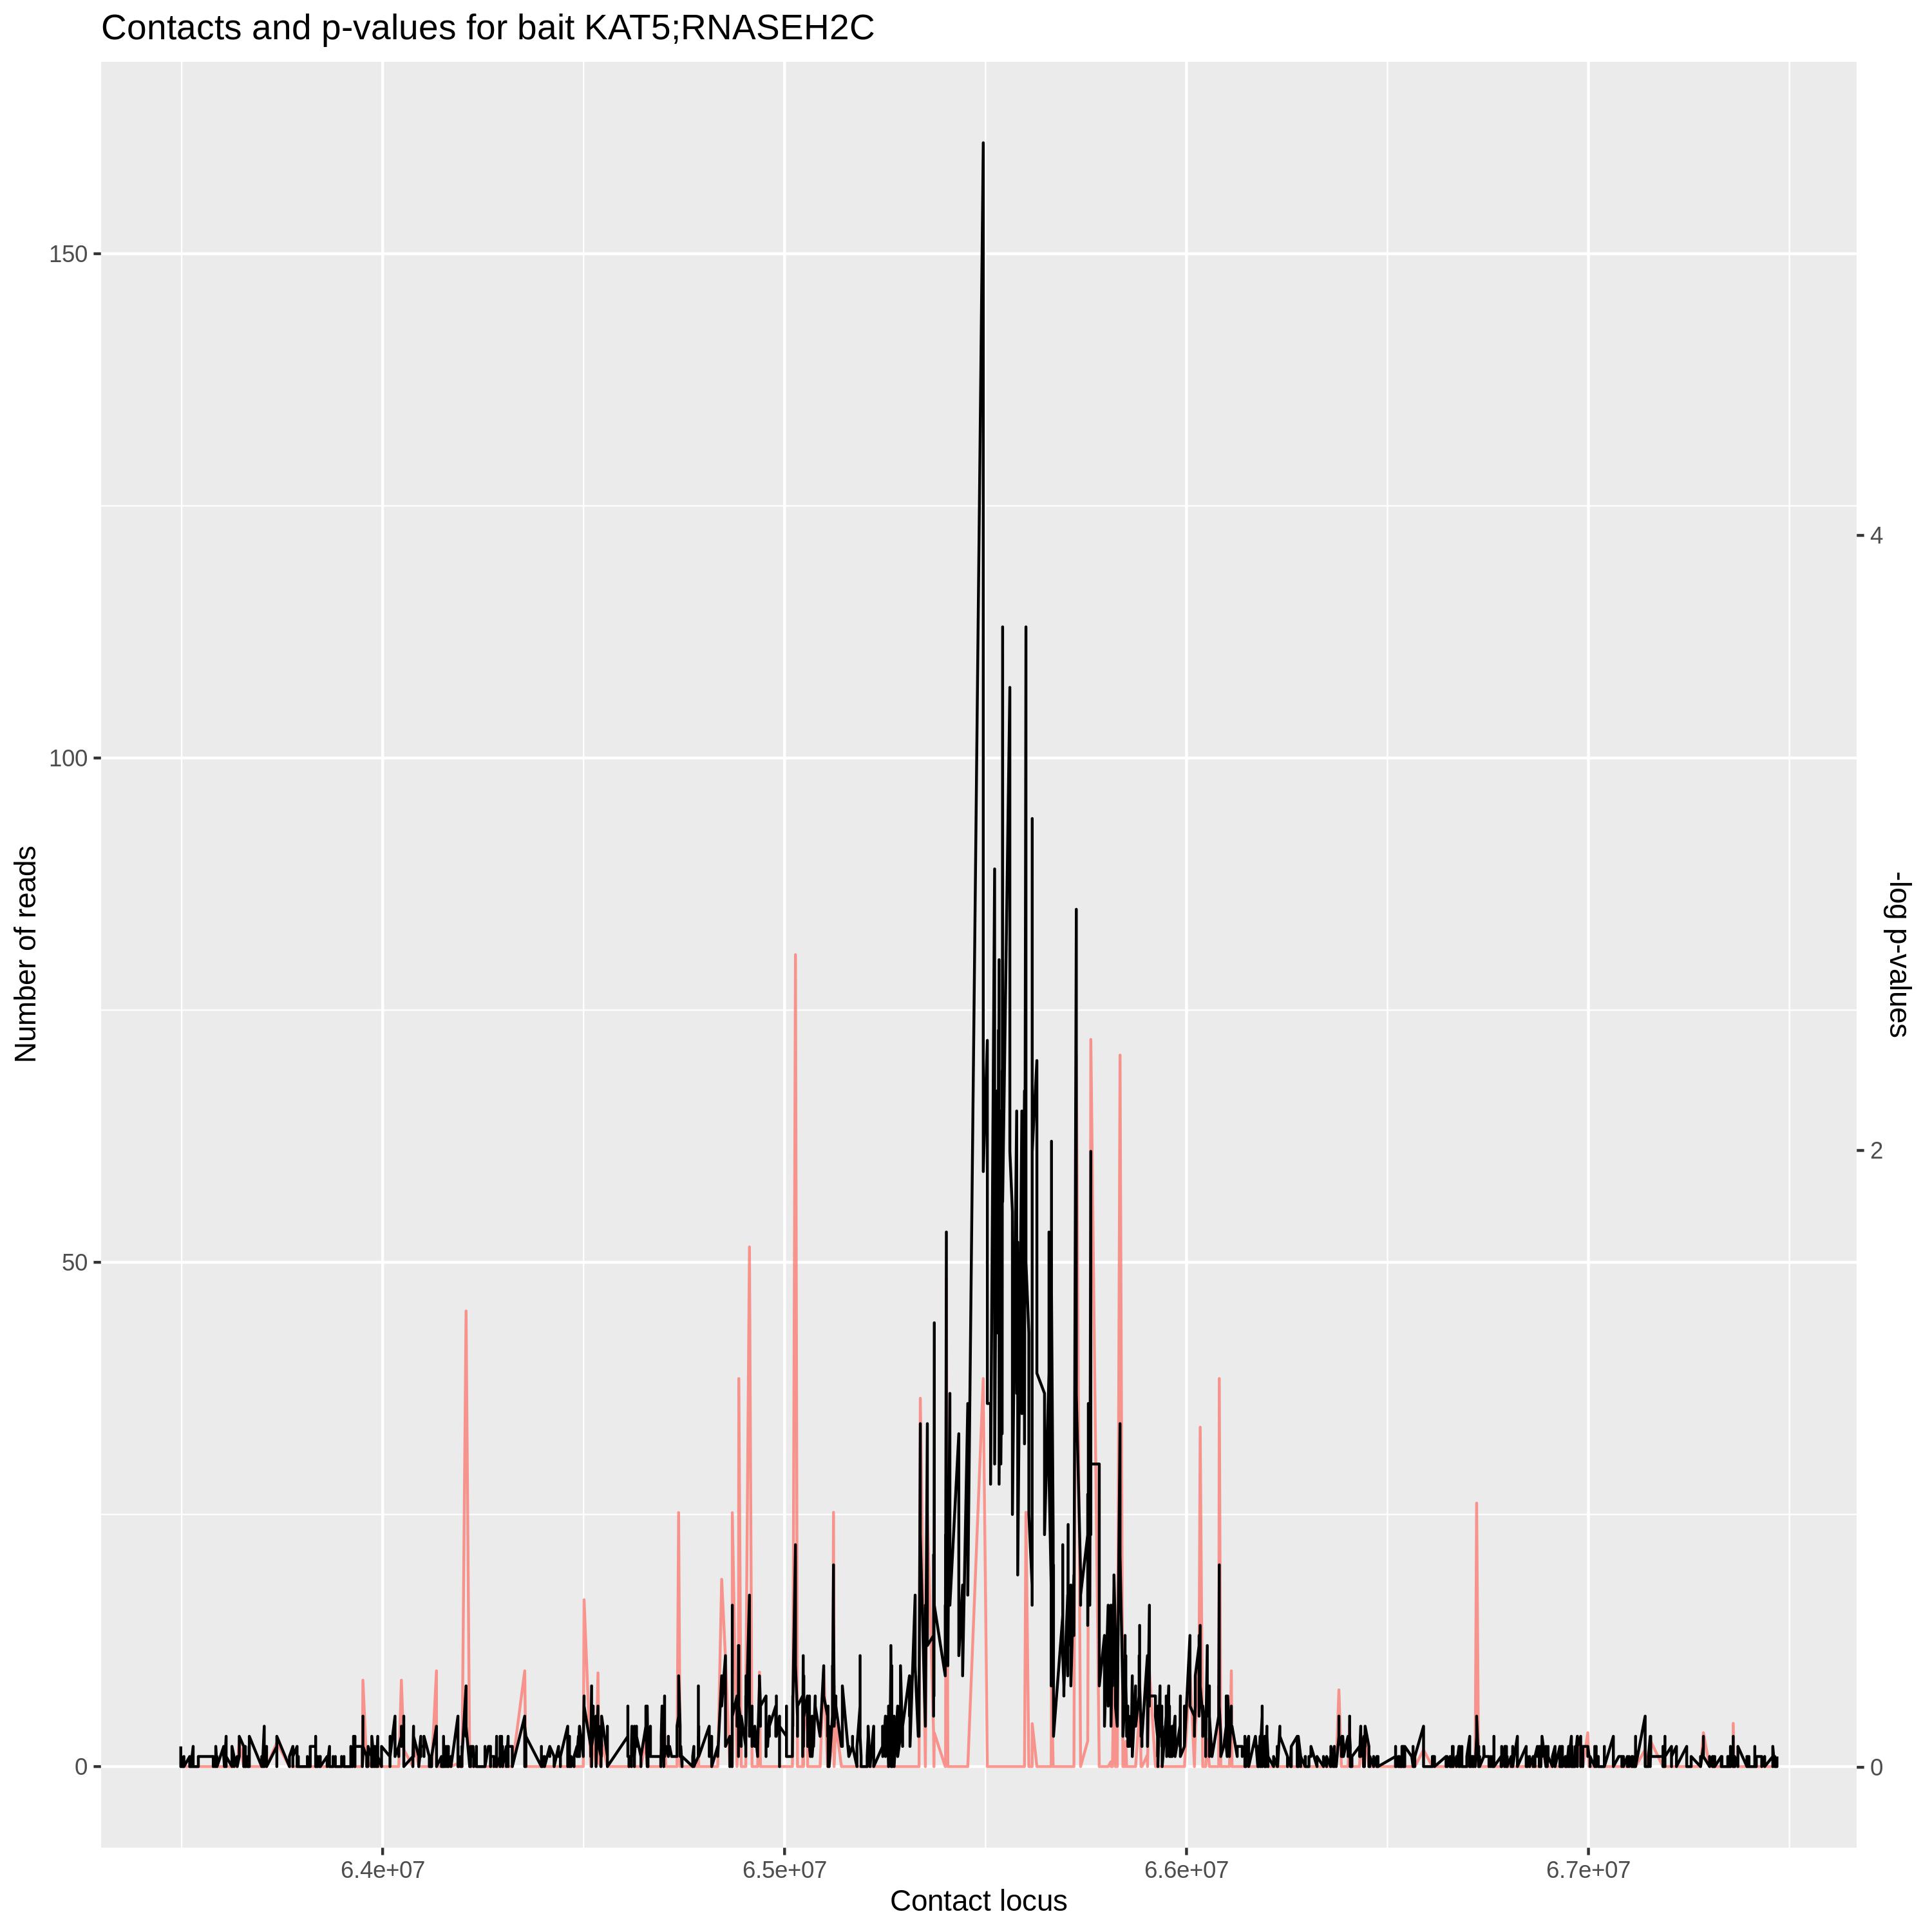 Contacts and p-values for bait KAT5;RNASEH2C
150
100
50
0
Number of reads
4
2
0
-log p-values
6.4e+07
6.5e+07
6.6e+07
6.7e+07
Contact locus